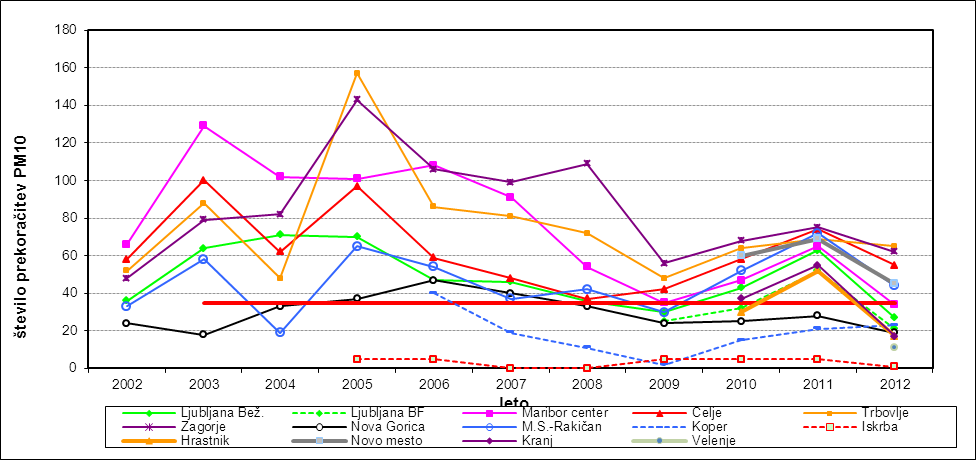 180
160
140
120
100
80
60
40
20
0
število prekoračitev PM10
2002 2003 2004 2005 2006 2007 2008 2009 2010 2011 2012
leto
Ljubljana Bež. Ljubljana BF Maribor center Celje Trbovlje
Zagorje Nova Gorica M.S.-Rakičan Koper Iskrba
Hrastnik Novo mesto Kranj Velenje